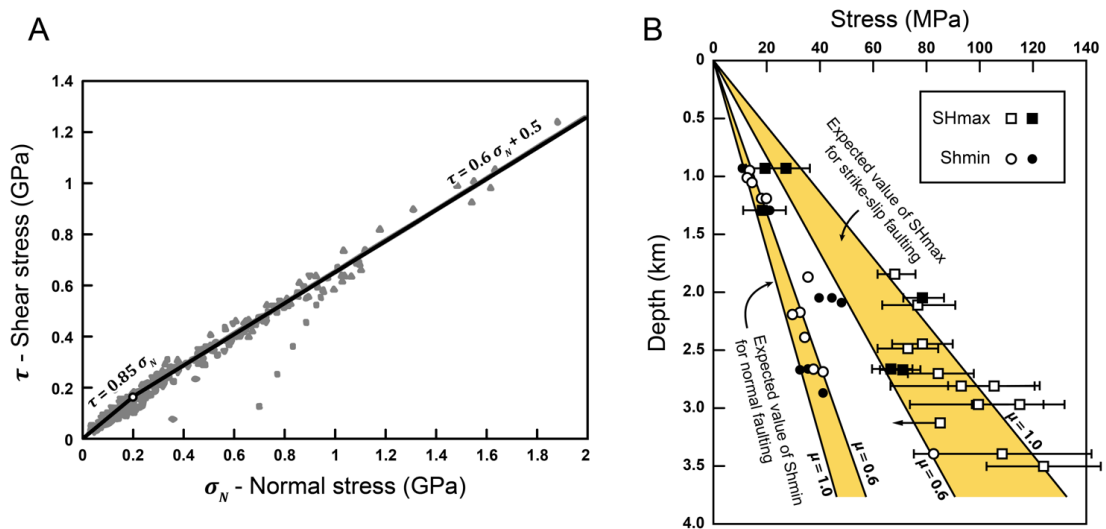 A
τ - Shear stress (GPa)
1.4
1.2
1.0
0.8
0.6
0.4
0.2
0
τ = 0.85 σN
τ = 0.6 σN + 0.5
0
0.2
0.4
0.6
0.8
1.0
1.2
1.4
1.6
1.8
2
σN - Normal stress (GPa)
B
Stress (MPa)
0
20
40
60
80
100
120
140
Depth (km)
0
0.5
1.0
1.5
2.0
2.5
3.0
3.5
4.0
SHmax
Shmin
Expected value of SHmax
for strike-slip faulting
Expected value of Shmin
for normal faulting
μ = 1.0
μ = 0.6
μ = 0.6
μ = 1.0